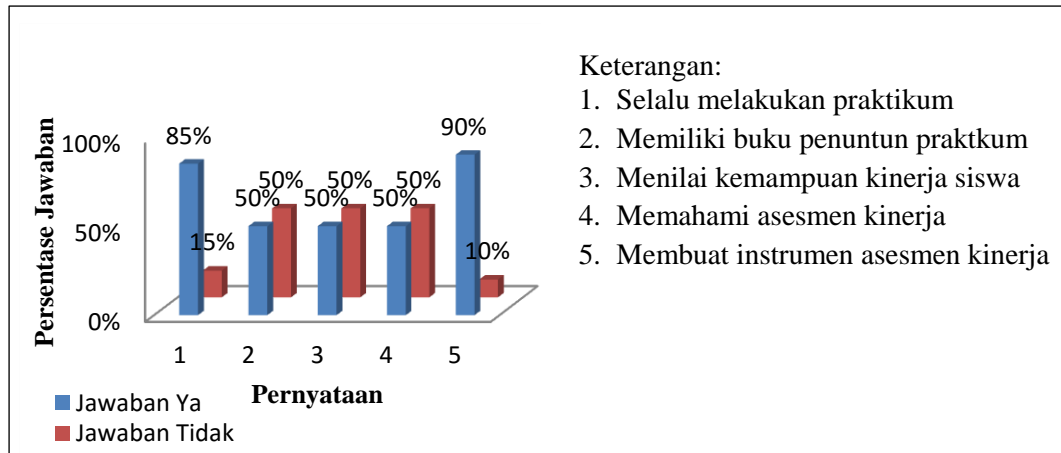 Persentase Jawaban
100%
50%
0%
85%
15%
50%
50%
50%
50%
50%
50%
90%
10%
1
2
3
4
5
Pernyataan
Jawaban Ya
Jawaban Tidak
Keterangan:
1. Selalu melakukan praktikum
2. Memiliki buku penuntun praktkum
3. Menilai kemampuan kinerja siswa
4. Memahami asesmen kinerja
5. Membuat instrumen asesmen kinerja